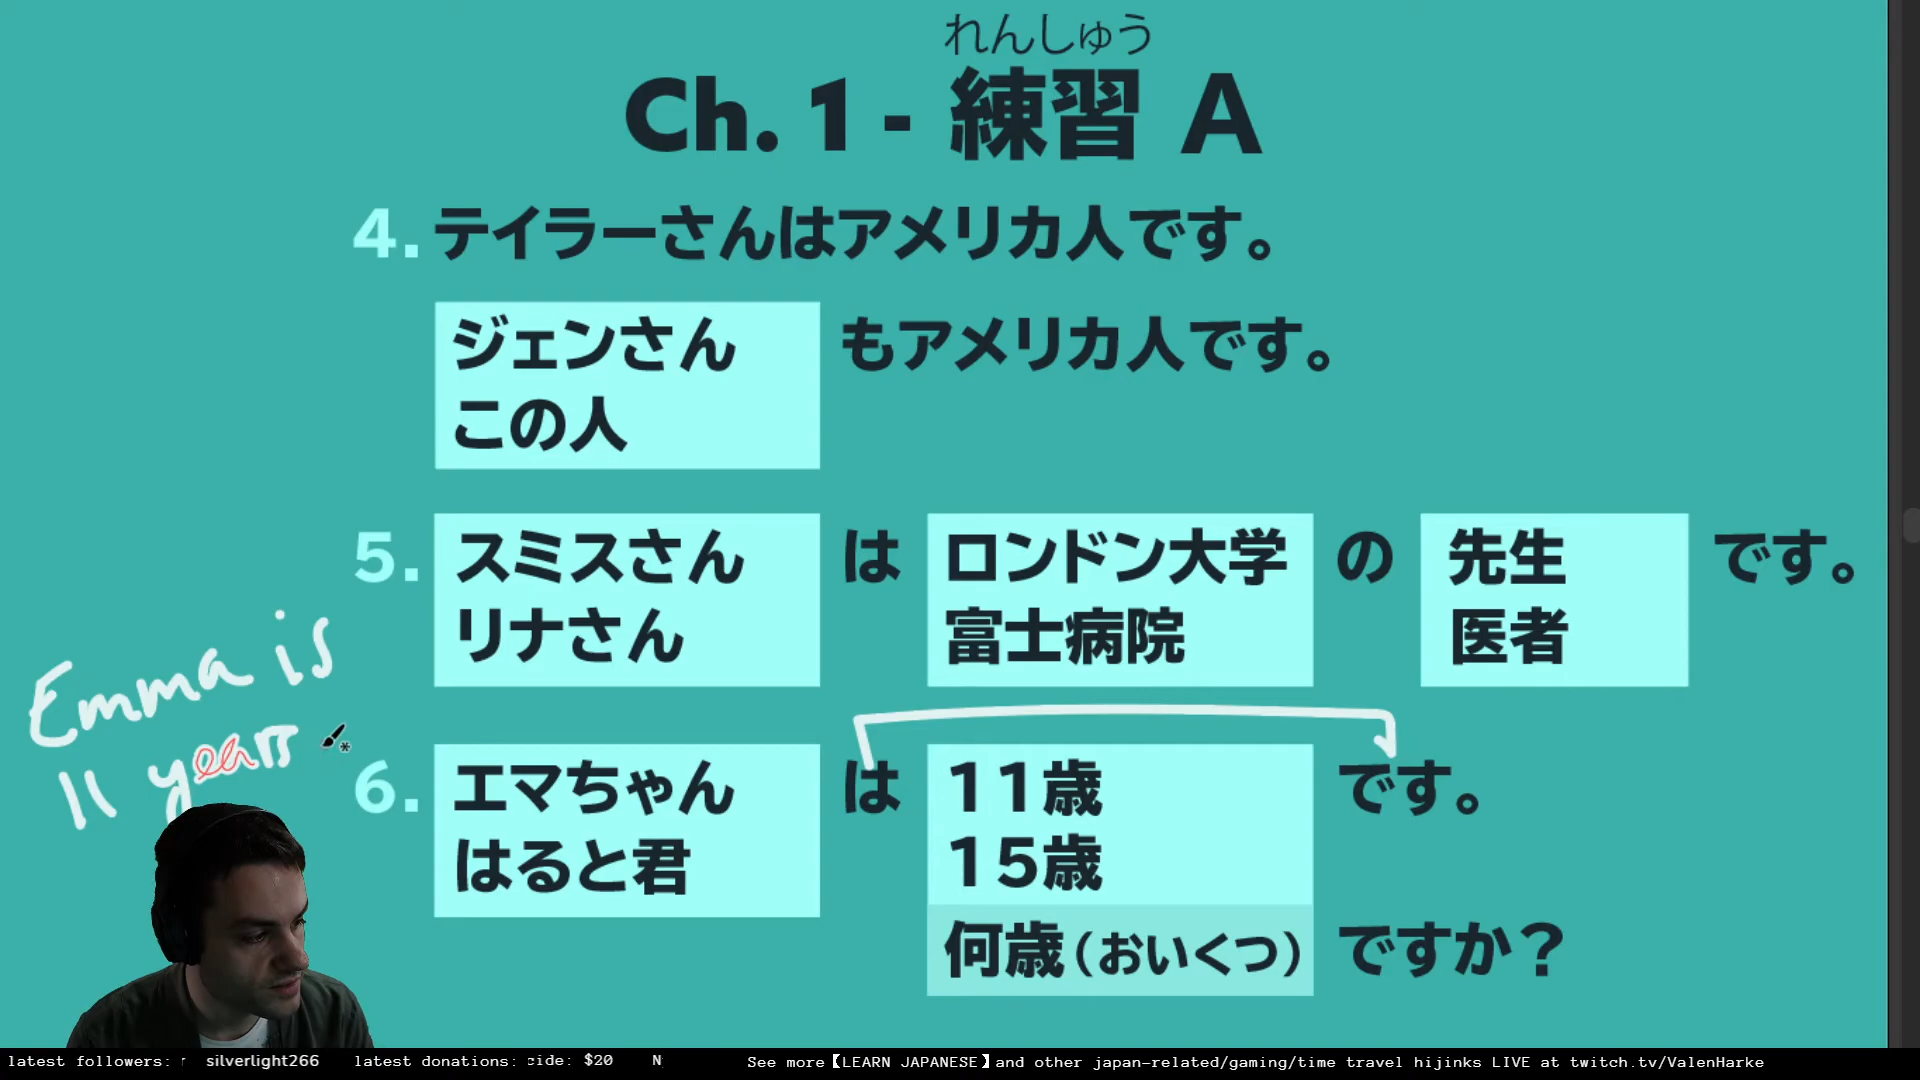 れんしゅう
Ch. 1 - 練習 A
4. テイラーさんはアメリカ人です。
ジェンさん もアメリカ人です。
この人
5. スミスさん は ロンドン大学 の 先生 です。
リナさん 富士病院 医者
Emma is
11 years
6. エマちゃん は 11歳 です。
はると君 15歳
何歳(おいくつ) ですか?
latest followers: silverlight266 latest donations: cide: $20 N See more【LEARN JAPANESE】and other japan-related/gaming/time travel hijinks LIVE at twitch.tv/ValenHarke